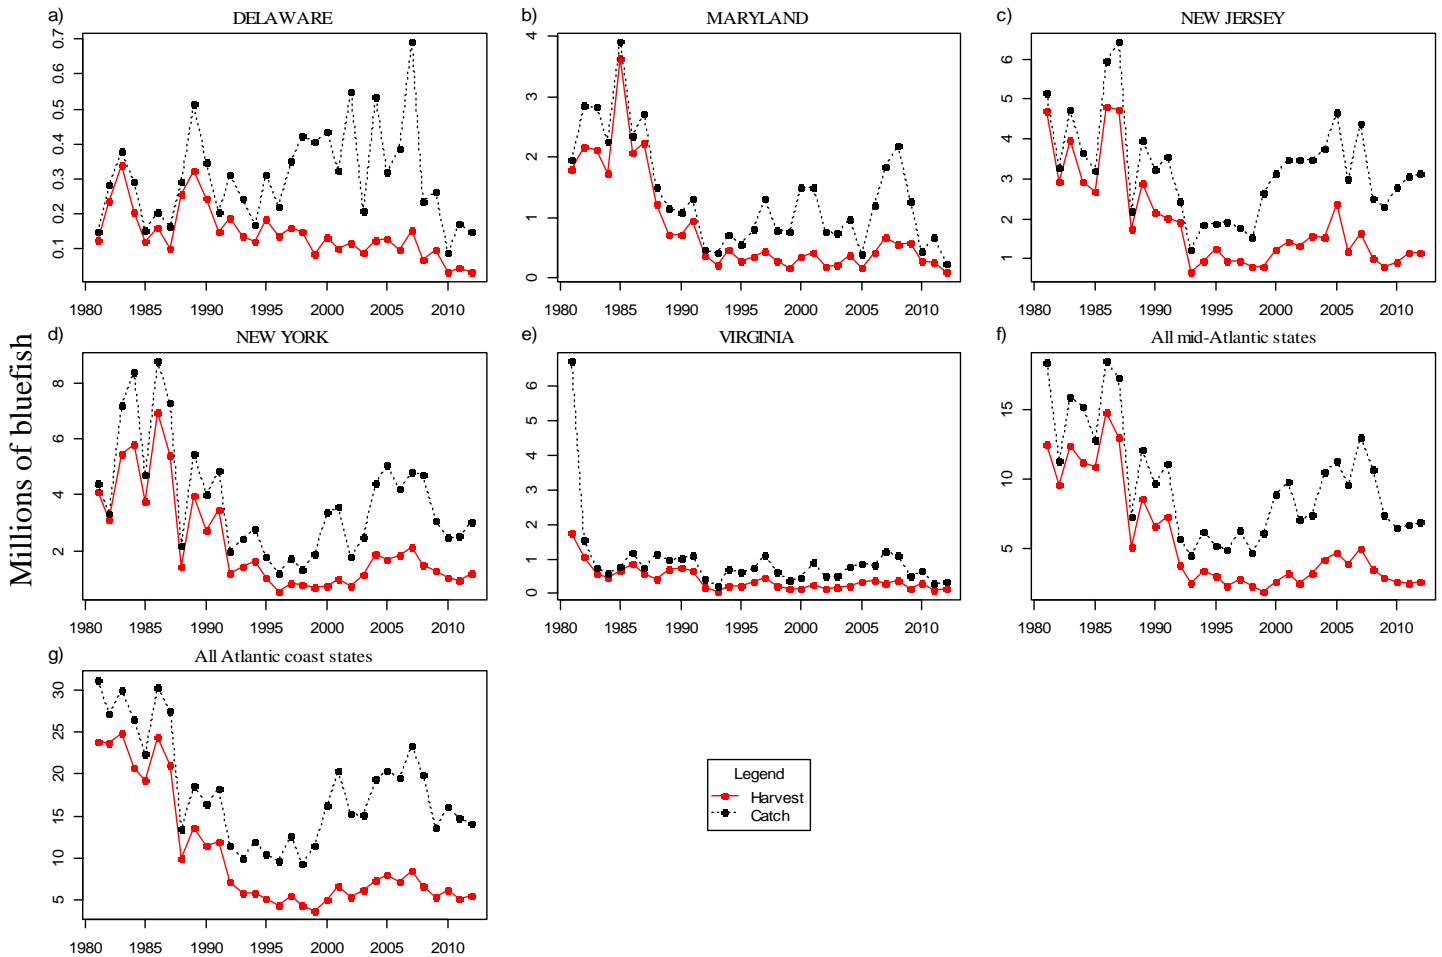 a) DELAWARE
0.7
0.6
0.5
0.4
0.3
0.2
0.1
1980 1985 1990 1995 2000 2005 2010
b) MARYLAND
4
3
2
1
0
1980 1985 1990 1995 2000 2005 2010
c) NEW JERSEY
6
5
4
3
2
1
1980 1985 1990 1995 2000 2005 2010
Millions of bluefish
d) NEW YORK
8
6
4
2
1980 1985 1990 1995 2000 2005 2010
e) VIRGINIA
6
5
4
3
2
1
0
1980 1985 1990 1995 2000 2005 2010
f) All mid-Atlantic states
15
10
5
1980 1985 1990 1995 2000 2005 2010
g) All Atlantic coast states
30
25
20
15
10
5
1980 1985 1990 1995 2000 2005 2010
Legend
Harvest
Catch